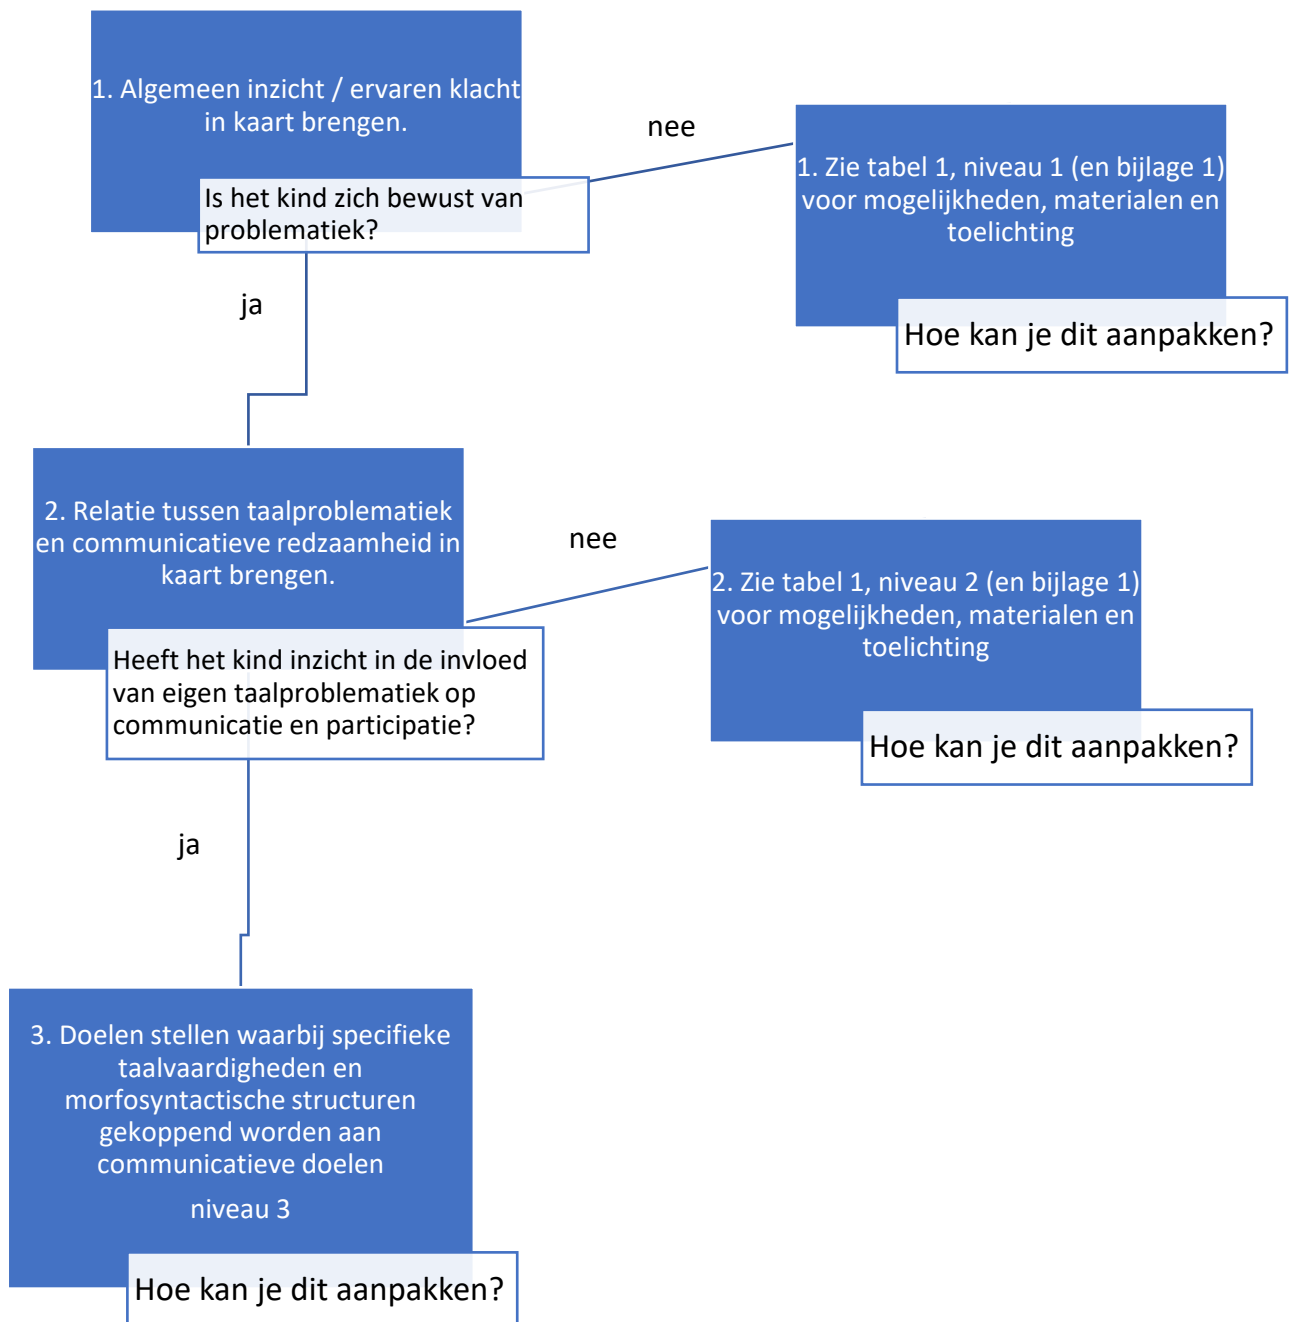 1. Algemeen inzicht / ervaren klacht
in kaart brengen.
Is het kind zich bewust van
problematiek?
nee
1. Zie tabel 1, niveau 1 (en bijlage 1)
voor mogelijkheden, materialen en
toelichting
Hoe kan je dit aanpakken?
ja
2. Relatie tussen taalproblematiek
en communicatieve redzaamheid in
kaart brengen.
Heeft het kind inzicht in de invloed
van eigen taalproblematiek op
communicatie en participatie?
nee
2. Zie tabel 1, niveau 2 (en bijlage 1)
voor mogelijkheden, materialen en
toelichting
Hoe kan je dit aanpakken?
ja
3. Doelen stellen waarbij specifieke
taalvaardigheden en
morfosyntactische structuren
gekoppend worden aan
communicatieve doelen
niveau 3
Hoe kan je dit aanpakken?